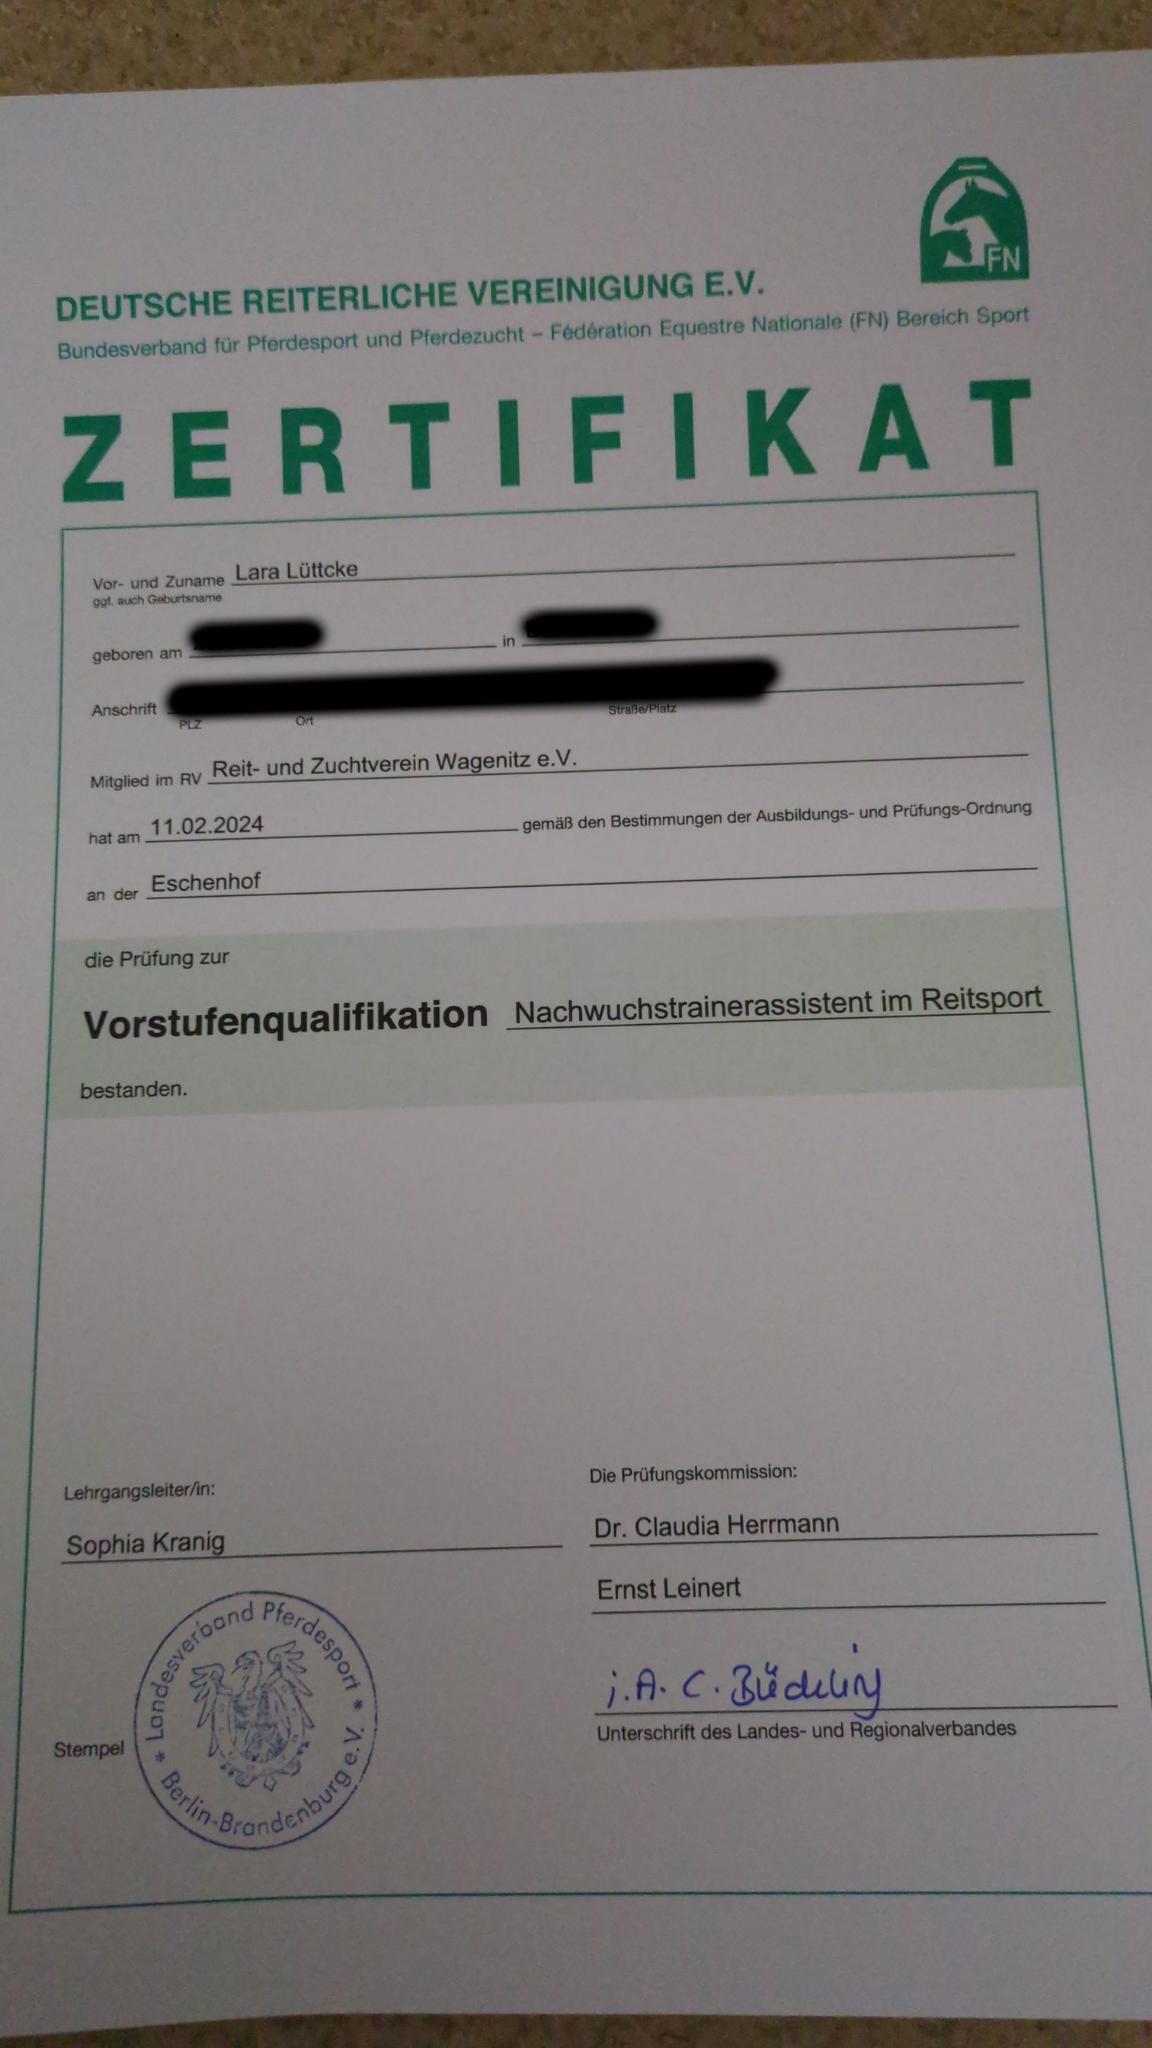 FN
DEUTSCHE REITERLICHE VEREINIGUNG E.V.
Bundesverband für Pferdesport und Pferdezucht – Fédération Equestre Nationale (FN) Bereich Sport
ZERTIFIKAT
Vor- und Zuname Lara Lüttcke
ggf. auch Geburtsname
geboren am in
Anschrift
PLZ Ort Straße/Platz
Mitglied im RV Reit- und Zuchtverein Wagenitz e.V.
hat am 11.02.2024 gemäß den Bestimmungen der Ausbildungs- und Prüfungs-Ordnung
an der Eschenhof
die Prüfung zur
Vorstufenqualifikation Nachwuchstrainerassistent im Reitsport
bestanden.
Lehrgangsleiter/in:
Sophia Kranig
Die Prüfungskommission:
Dr. Claudia Herrmann
Ernst Leinert
i.A. C.
Unterschrift des Landes- und Regionalverbandes
Stempel
* Landesverband Pferdesport *
Berlin-Brandenburg e.V.